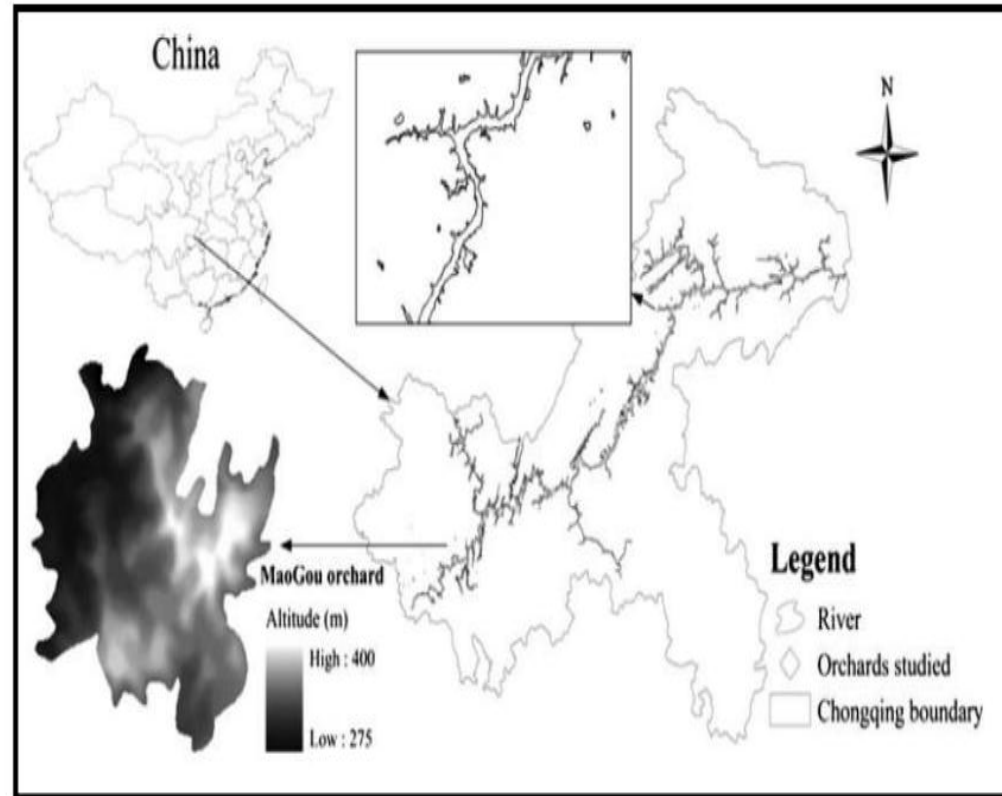 China
N
MaoGou orchard
Altitude (m)
High : 400
Low : 275
Legend
River
Orchards studied
Chongqing boundary